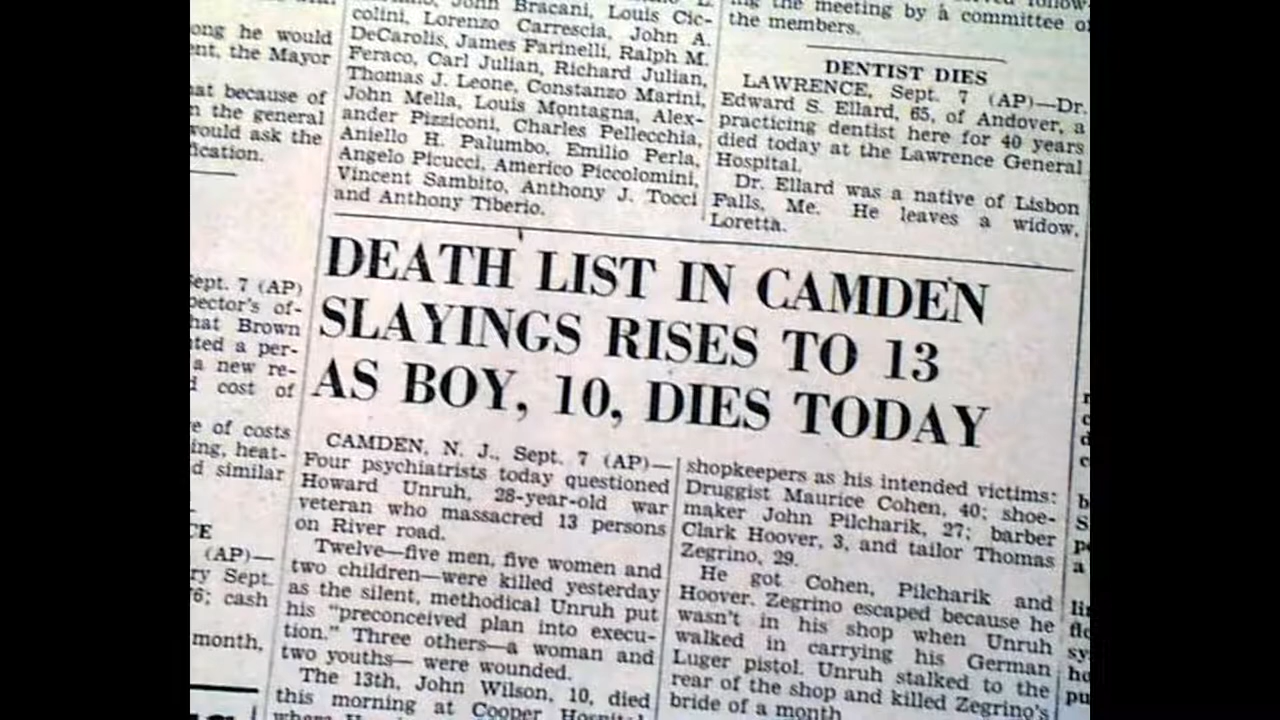 ong he would
ent, the Mayor
hat because of
n the general
would ask the
fication.
Sept. 7 (AP)
pector's of-
hat Brown
ated a per-
a new re-
d cost of
e of costs
ing, heat-
d similar
CE
(AP)—
ry Sept.
6; cash
month,
John Bracani, Louis Cic-
colini, Lorenzo Carrescia, John A.
DeCarolis, James Farinelli, Ralph M.
Feraco, Carl Julian, Richard Julian,
Thomas J. Leone, Constanzo Marini,
John Mella, Louis Montagna, Alex-
ander Pizziconi, Charles Pellecchia,
Aniello H. Palumbo, Emilio Perla,
Angelo Picucci, Americo Piccolomini,
Vincent Sambito, Anthony J. Tocci
and Anthony Tiberio.
ing the meeting by a committee of
the members.
DENTIST DIES
LAWRENCE, Sept. 7 (AP)—Dr.
Edward S. Ellard, 65, of Andover, a
practicing dentist here for 40 years
died today at the Lawrence General
Hospital.
Dr. Ellard was a native of Lisbon
Falls, Me. He leaves a widow,
Loretta.
DEATH LIST IN CAMDEN
SLAYINGS RISES TO 13
AS BOY, 10, DIES TODAY
CAMDEN, N. J., Sept. 7 (AP)—
Four psychiatrists today questioned
Howard Unruh, 28-year-old war
veteran who massacred 13 persons
on River road.
Twelve—five men, five women and
two children—were killed yesterday
as the silent, methodical Unruh put
his "preconceived plan into execu-
tion." Three others—a woman and
two youths— were wounded.
The 13th, John Wilson, 10, died
this morning at Cooper Hospital,
where
shopkeepers as his intended victims:
Druggist Maurice Cohen, 40; shoe-
maker John Pilcharik, 27; barber
Clark Hoover, 3, and tailor Thomas
Zegrino, 29.
He got Cohen, Pilcharik and
Hoover. Zegrino escaped because he
wasn't in his shop when Unruh
walked in carrying his German
Luger pistol. Unruh stalked to the
rear of the shop and killed Zegrino's
bride of a month